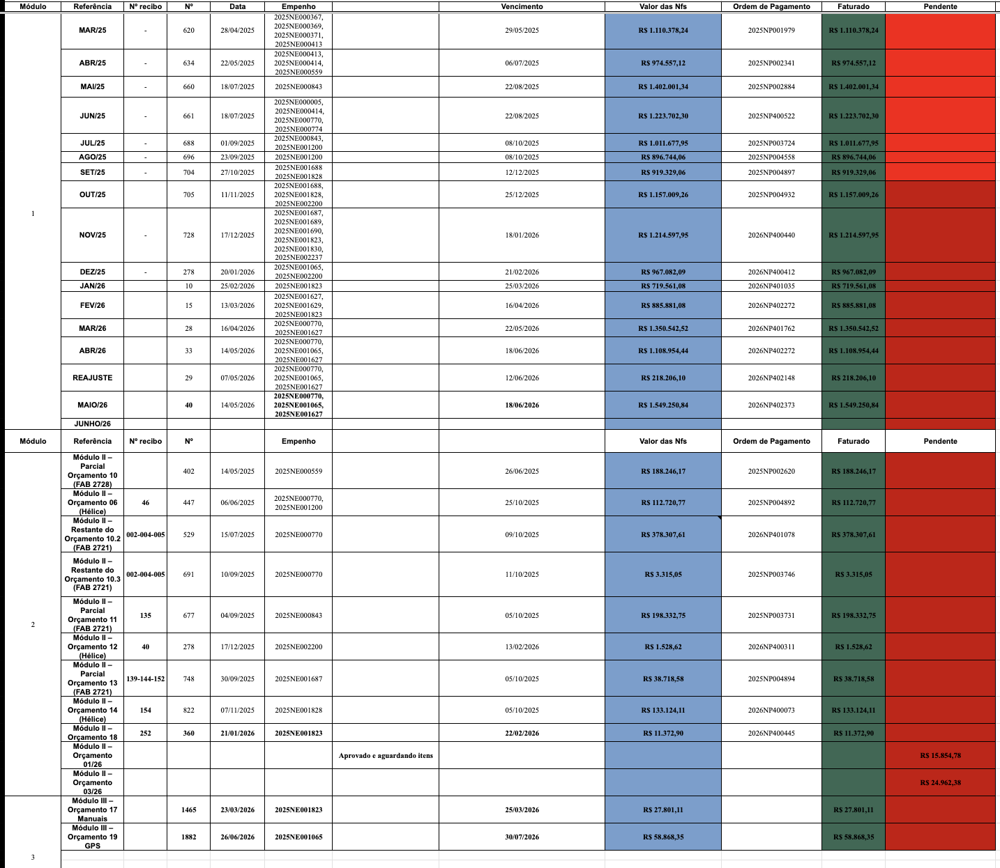 Módulo Referência Nº recibo Nº Data Empenho Vencimento Valor das Nfs Ordem de Pagamento Faturado Pendente
1
MAR/25 - 620 28/04/2025 2025NE000367, 2025NE000369, 2025NE000371, 2025NE000413 29/05/2025 R$ 1.110.378,24 2025NP001979 R$ 1.110.378,24
ABR/25 - 634 22/05/2025 2025NE000413, 2025NE000414, 2025NE000559 06/07/2025 R$ 974.557,12 2025NP002341 R$ 974.557,12
MAI/25 - 660 18/07/2025 2025NE000843 22/08/2025 R$ 1.402.001,34 2025NP002884 R$ 1.402.001,34
JUN/25 - 661 18/07/2025 2025NE000005, 2025NE000414, 2025NE000770, 2025NE000774 22/08/2025 R$ 1.223.702,30 2025NP400522 R$ 1.223.702,30
JUL/25 - 688 01/09/2025 2025NE000843, 2025NE001200 08/10/2025 R$ 1.011.677,95 2025NP003724 R$ 1.011.677,95
AGO/25 - 696 23/09/2025 2025NE001200 08/10/2025 R$ 896.744,06 2025NP004558 R$ 896.744,06
SET/25 - 704 27/10/2025 2025NE001688 2025NE001828 12/12/2025 R$ 919.329,06 2025NP004897 R$ 919.329,06
OUT/25 705 11/11/2025 2025NE001688, 2025NE001828, 2025NE002200 25/12/2025 R$ 1.157.009,26 2025NP004932 R$ 1.157.009,26
NOV/25 - 728 17/12/2025 2025NE001687, 2025NE001689, 2025NE001690, 2025NE001823, 2025NE001830, 2025NE002237 18/01/2026 R$ 1.214.597,95 2026NP400440 R$ 1.214.597,95
DEZ/25 - 278 20/01/2026 2025NE001065, 2025NE002200 21/02/2026 R$ 967.082,09 2026NP400412 R$ 967.082,09
JAN/26 10 25/02/2026 2025NE001823 25/03/2026 R$ 719.561,08 2026NP401035 R$ 719.561,08
FEV/26 15 13/03/2026 2025NE001627, 2025NE001629, 2025NE001823 16/04/2026 R$ 885.881,08 2026NP402272 R$ 885.881,08
MAR/26 28 16/04/2026 2025NE000770, 2025NE001627 22/05/2026 R$ 1.350.542,52 2026NP401762 R$ 1.350.542,52
ABR/26 33 14/05/2026 2025NE000770, 2025NE001065, 2025NE001627 18/06/2026 R$ 1.108.954,44 2026NP402272 R$ 1.108.954,44
REAJUSTE 29 07/05/2026 2025NE000770, 2025NE001065, 2025NE001627 12/06/2026 R$ 218.206,10 2026NP402148 R$ 218.206,10
MAIO/26 40 14/05/2026 2025NE000770, 2025NE001065, 2025NE001627 18/06/2026 R$ 1.549.250,84 2026NP402373 R$ 1.549.250,84
JUNHO/26
Módulo Referência Nº recibo Nº Empenho Valor das Nfs Ordem de Pagamento Faturado Pendente
2
Módulo II – Parcial Orçamento 10 (FAB 2728) 402 14/05/2025 2025NE000559 26/06/2025 R$ 188.246,17 2025NP002620 R$ 188.246,17
Módulo II – Orçamento 06 (Hélice) 46 447 06/06/2025 2025NE000770, 2025NE001200 25/10/2025 R$ 112.720,77 2025NP004892 R$ 112.720,77
Módulo II – Restante do Orçamento 10.2 (FAB 2721) 002-004-005 529 15/07/2025 2025NE000770 09/10/2025 R$ 378.307,61 2026NP401078 R$ 378.307,61
Módulo II – Restante do Orçamento 10.3 (FAB 2721) 002-004-005 691 10/09/2025 2025NE000770 11/10/2025 R$ 3.315,05 2025NP003746 R$ 3.315,05
Módulo II – Parcial Orçamento 11 (FAB 2721) 135 677 04/09/2025 2025NE000843 05/10/2025 R$ 198.332,75 2025NP003731 R$ 198.332,75
Módulo II – Orçamento 12 (Hélice) 40 278 17/12/2025 2025NE002200 13/02/2026 R$ 1.528,62 2026NP400311 R$ 1.528,62
Módulo II – Parcial Orçamento 13 (FAB 2721) 139-144-152 748 30/09/2025 2025NE001687 05/10/2025 R$ 38.718,58 2025NP004894 R$ 38.718,58
Módulo II – Orçamento 14 (Hélice) 154 822 07/11/2025 2025NE001828 05/10/2025 R$ 133.124,11 2026NP400073 R$ 133.124,11
Módulo II – Orçamento 18 252 360 21/01/2026 2025NE001823 22/02/2026 R$ 11.372,90 2026NP400445 R$ 11.372,90
Módulo II – Orçamento 01/26 Aprovado e aguardando itens R$ 15.854,78
Módulo II – Orçamento 03/26 R$ 24.962,38
Módulo III – Orçamento 17 Manuais 1465 23/03/2026 2025NE001823 25/03/2026 R$ 27.801,11 R$ 27.801,11
Módulo III – Orçamento 19 GPS 1882 26/06/2026 2025NE001065 30/07/2026 R$ 58.868,35 R$ 58.868,35
3